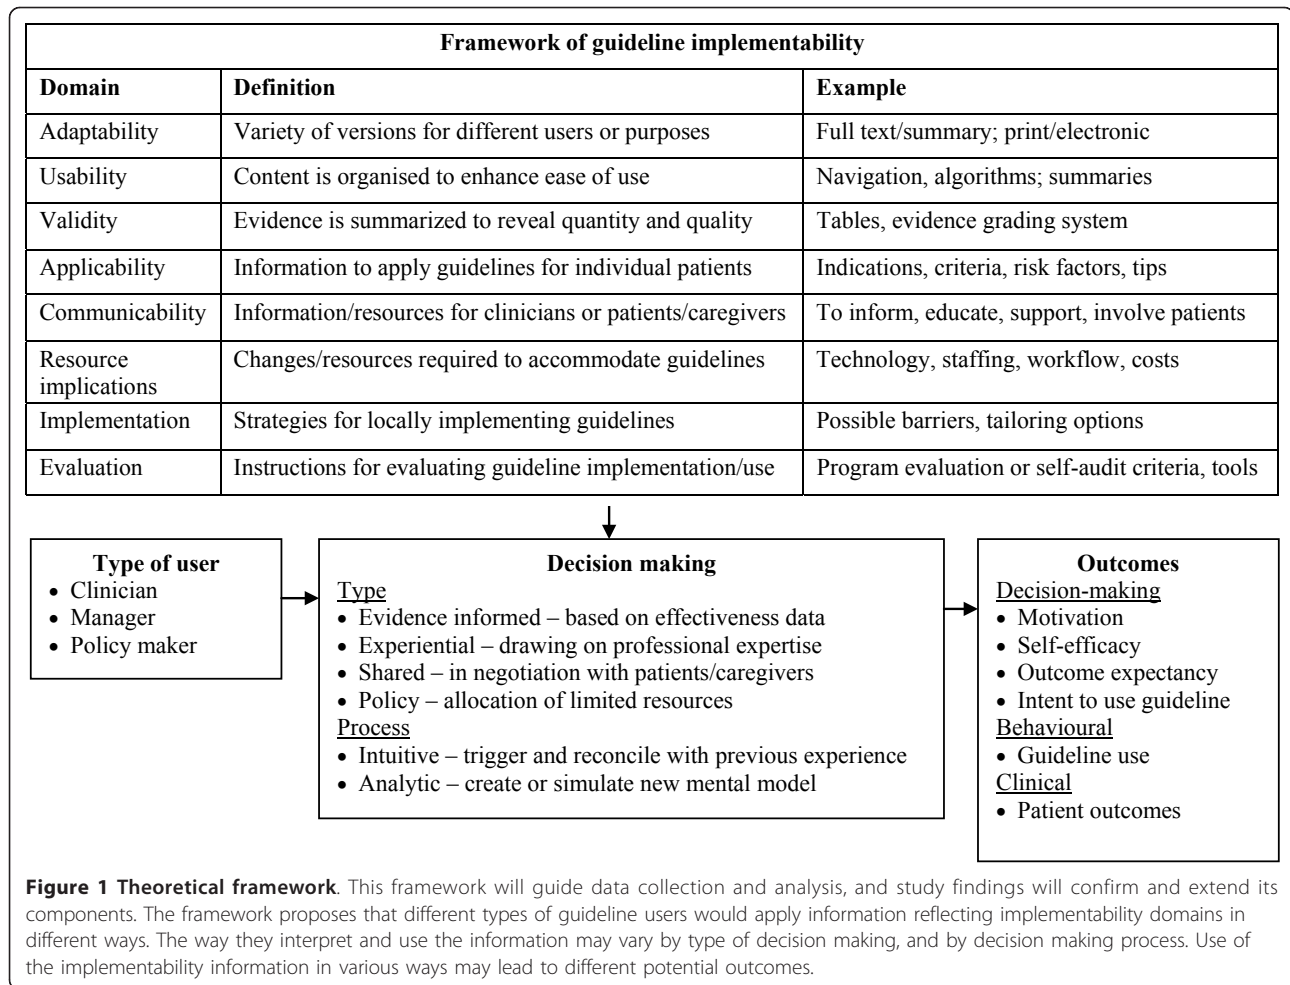 Framework of guideline implementability
Domain Definition Example
Adaptability Variety of versions for different users or purposes Full text/summary; print/electronic
Usability Content is organised to enhance ease of use Navigation, algorithms; summaries
Validity Evidence is summarized to reveal quantity and quality Tables, evidence grading system
Applicability Information to apply guidelines for individual patients Indications, criteria, risk factors, tips
Communicability Information/resources for clinicians or patients/caregivers To inform, educate, support, involve patients
Resource implications Changes/resources required to accommodate guidelines Technology, staffing, workflow, costs
Implementation Strategies for locally implementing guidelines Possible barriers, tailoring options
Evaluation Instructions for evaluating guideline implementation/use Program evaluation or self-audit criteria, tools
Type of user
• Clinician
• Manager
• Policy maker
Decision making
Type
• Evidence informed – based on effectiveness data
• Experiential – drawing on professional expertise
• Shared – in negotiation with patients/caregivers
• Policy – allocation of limited resources
Process
• Intuitive – trigger and reconcile with previous experience
• Analytic – create or simulate new mental model
Outcomes
Decision-making
• Motivation
• Self-efficacy
• Outcome expectancy
• Intent to use guideline
Behavioural
• Guideline use
Clinical
• Patient outcomes
Figure 1 Theoretical framework. This framework will guide data collection and analysis, and study findings will confirm and extend its
components. The framework proposes that different types of guideline users would apply information reflecting implementability domains in
different ways. The way they interpret and use the information may vary by type of decision making, and by decision making process. Use of
the implementability information in various ways may lead to different potential outcomes.